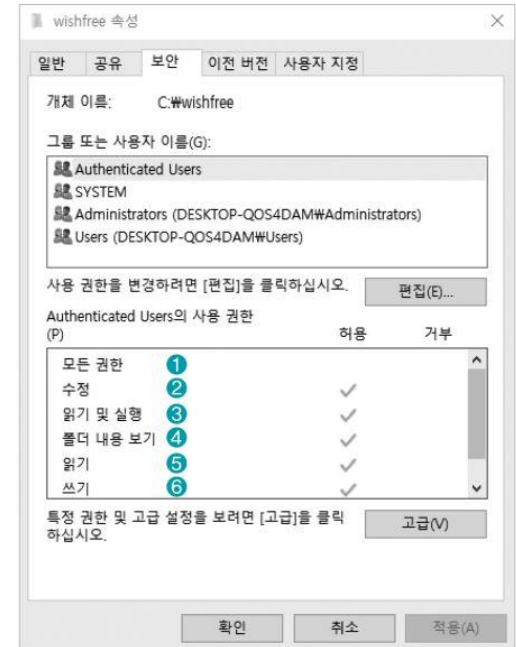 wishfree 속성
일반 공유 보안 이전 버전 사용자 지정
개체 이름: C:₩wishfree
그룹 또는 사용자 이름(G):
Authenticated Users
SYSTEM
Administrators (DESKTOP-QOS4DAM₩Administrators)
Users (DESKTOP-QOS4DAM₩Users)
사용 권한을 변경하려면 [편집]을 클릭하십시오. 편집(E)...
Authenticated Users의 사용 권한
(P) 허용 거부
모든 권한 1
수정 2
읽기 및 실행 3
폴더 내용 보기 4
읽기 5
쓰기 6
특정 권한 및 고급 설정을 보려면 [고급]을 클릭
하십시오. 고급(V)
확인 취소 적용(A)